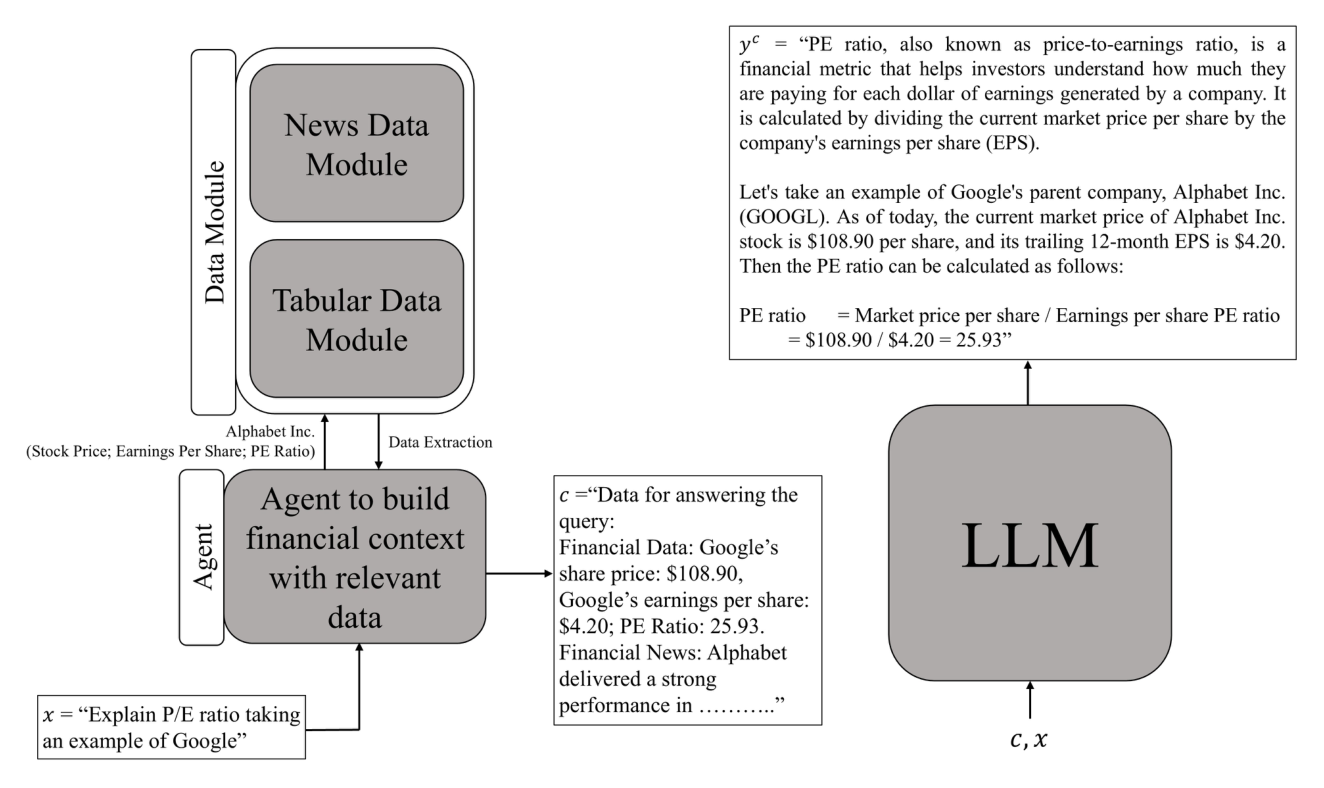 Data Module
News Data
Module
Tabular Data
Module
Alphabet Inc.
(Stock Price; Earnings Per Share; PE Ratio)
Data Extraction
Agent
Agent to build
financial context
with relevant
data
x = “Explain P/E ratio taking
an example of Google”
c =“Data for answering the
query:
Financial Data: Google’s
share price: $108.90,
Google’s earnings per share:
$4.20; PE Ratio: 25.93.
Financial News: Alphabet
delivered a strong
performance in ………..”
y^c = “PE ratio, also known as price-to-earnings ratio, is a
financial metric that helps investors understand how much they
are paying for each dollar of earnings generated by a company. It
is calculated by dividing the current market price per share by the
company's earnings per share (EPS).
Let's take an example of Google's parent company, Alphabet Inc.
(GOOGL). As of today, the current market price of Alphabet Inc.
stock is $108.90 per share, and its trailing 12-month EPS is $4.20.
Then the PE ratio can be calculated as follows:
PE ratio = Market price per share / Earnings per share PE ratio
= $108.90 / $4.20 = 25.93”
LLM
c, x